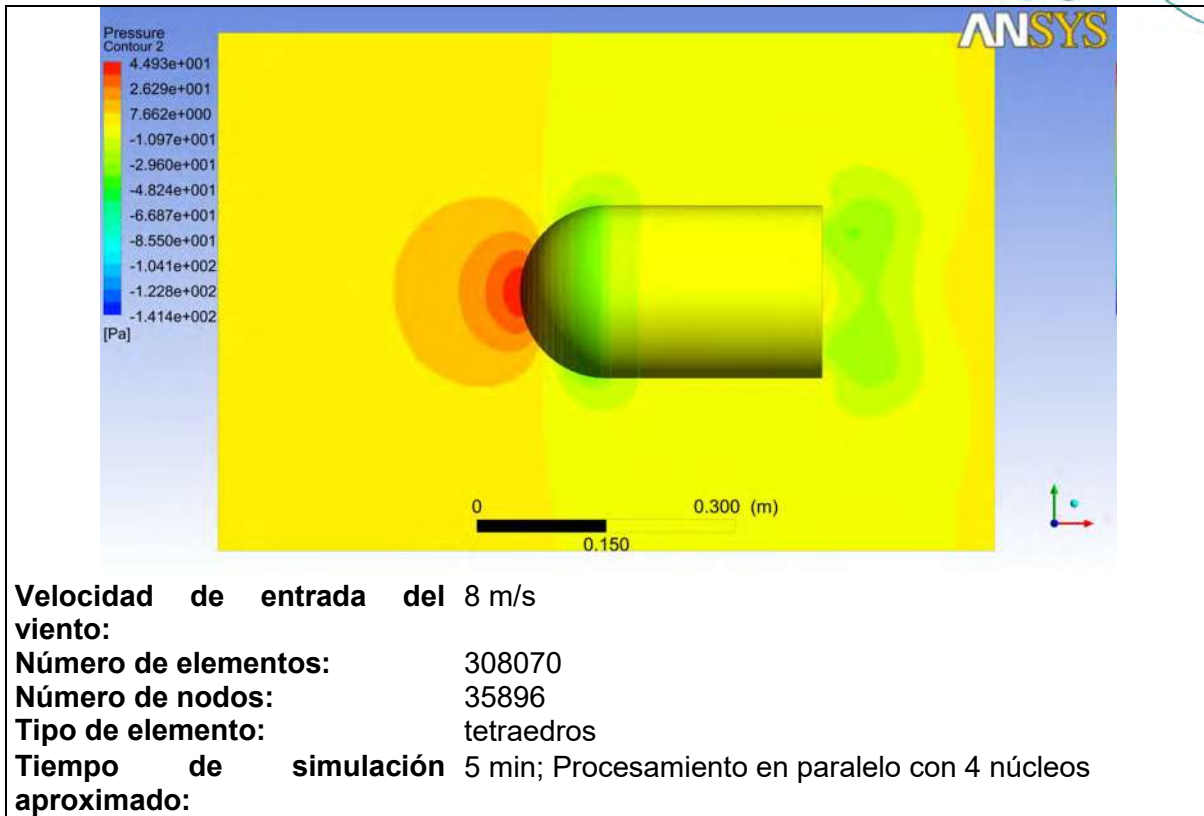 Pressure
Contour 2
4.493e+001
2.629e+001
7.662e+000
-1.097e+001
-2.960e+001
-4.824e+001
-6.687e+001
-8.550e+001
-1.041e+002
-1.228e+002
-1.414e+002
[Pa]
ANSYS
0 0.300 (m)
0.150
Velocidad de entrada del 8 m/s
viento:
Número de elementos: 308070
Número de nodos: 35896
Tipo de elemento: tetraedros
Tiempo de simulación 5 min; Procesamiento en paralelo con 4 núcleos
aproximado: